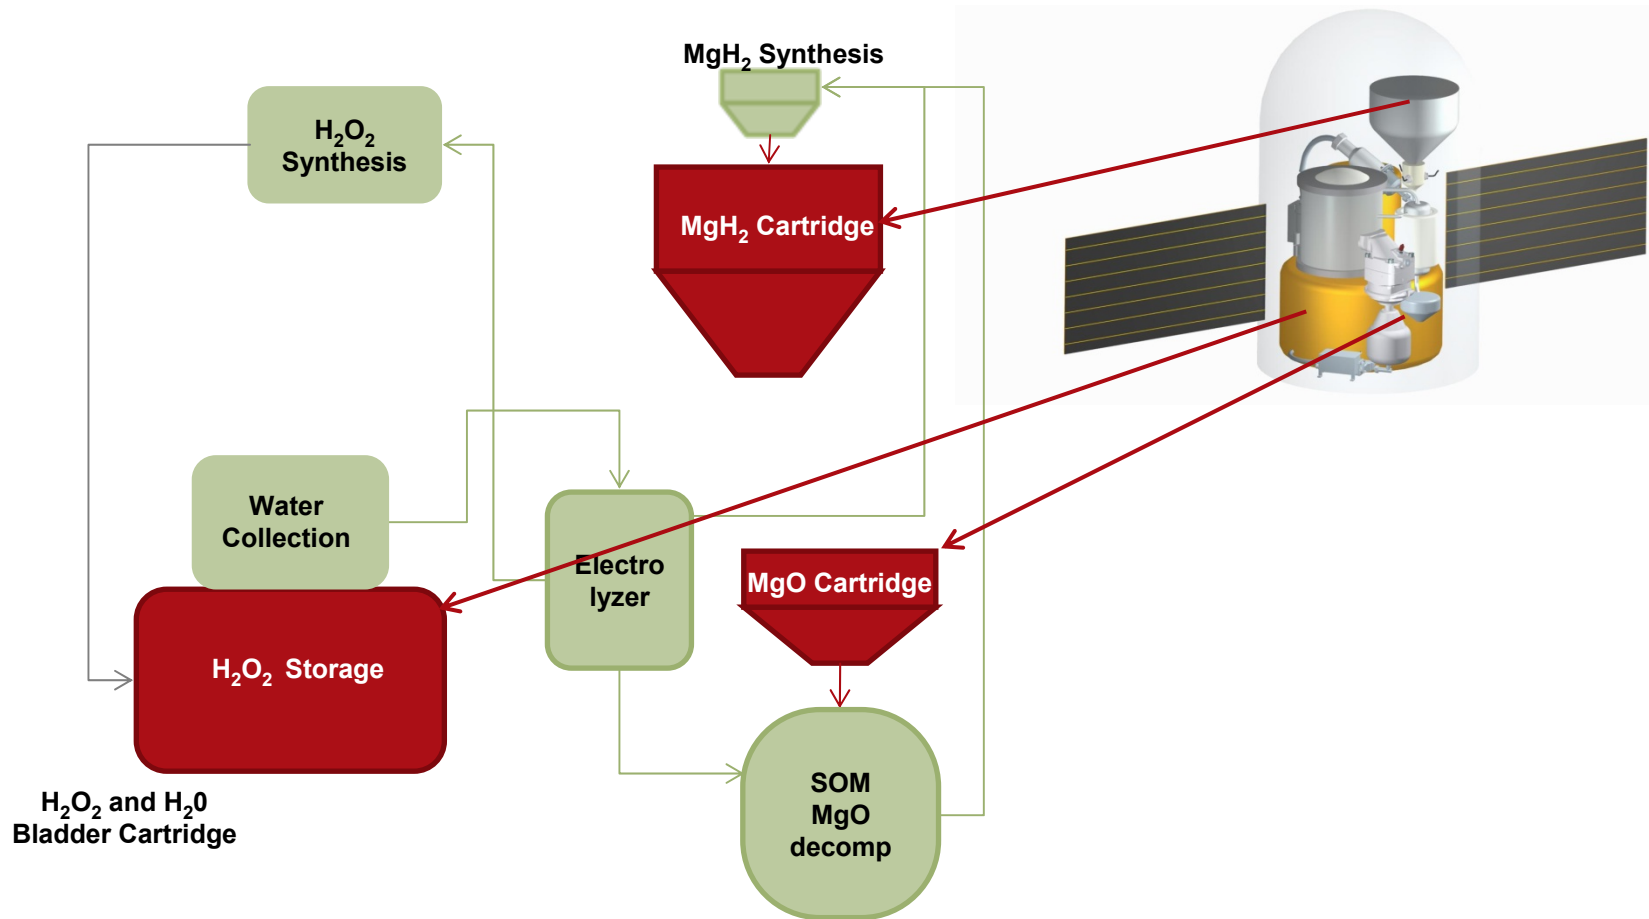 MgH₂ Synthesis
H₂O₂
Synthesis
MgH₂ Cartridge
Water
Collection
Electro
lyzer
MgO Cartridge
H₂O₂ Storage
SOM
MgO
decomp
H₂O₂ and H₂0
Bladder Cartridge